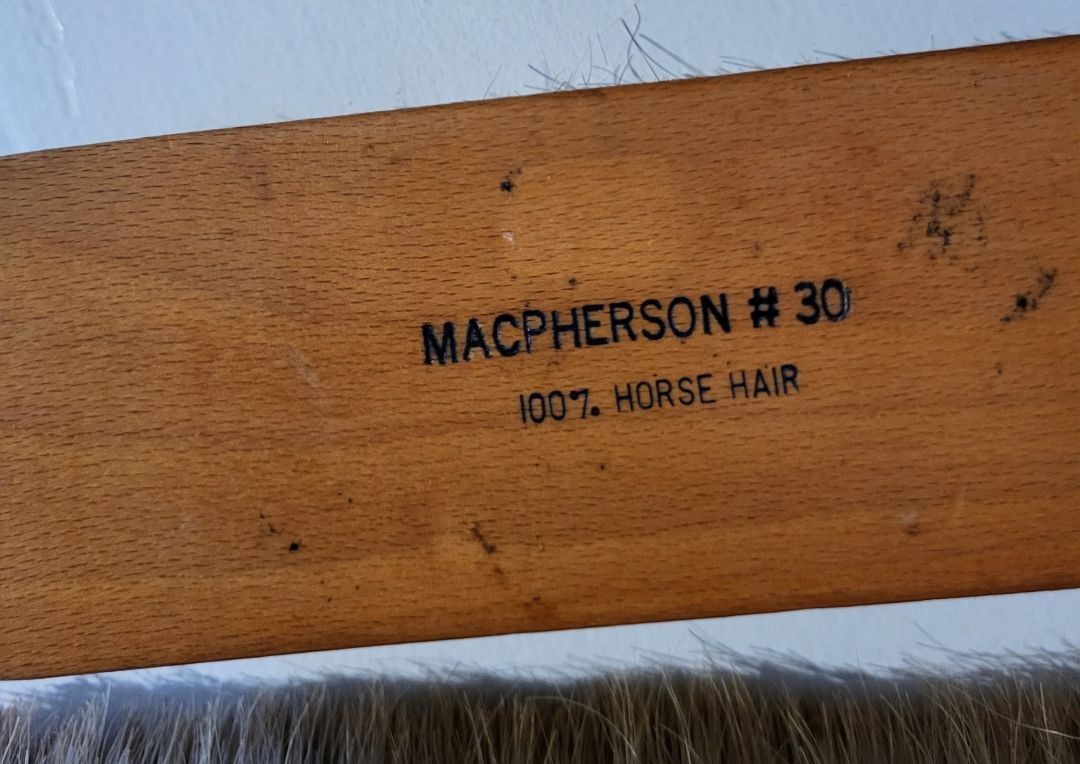 MACPHERSON # 30
100% HORSE HAIR